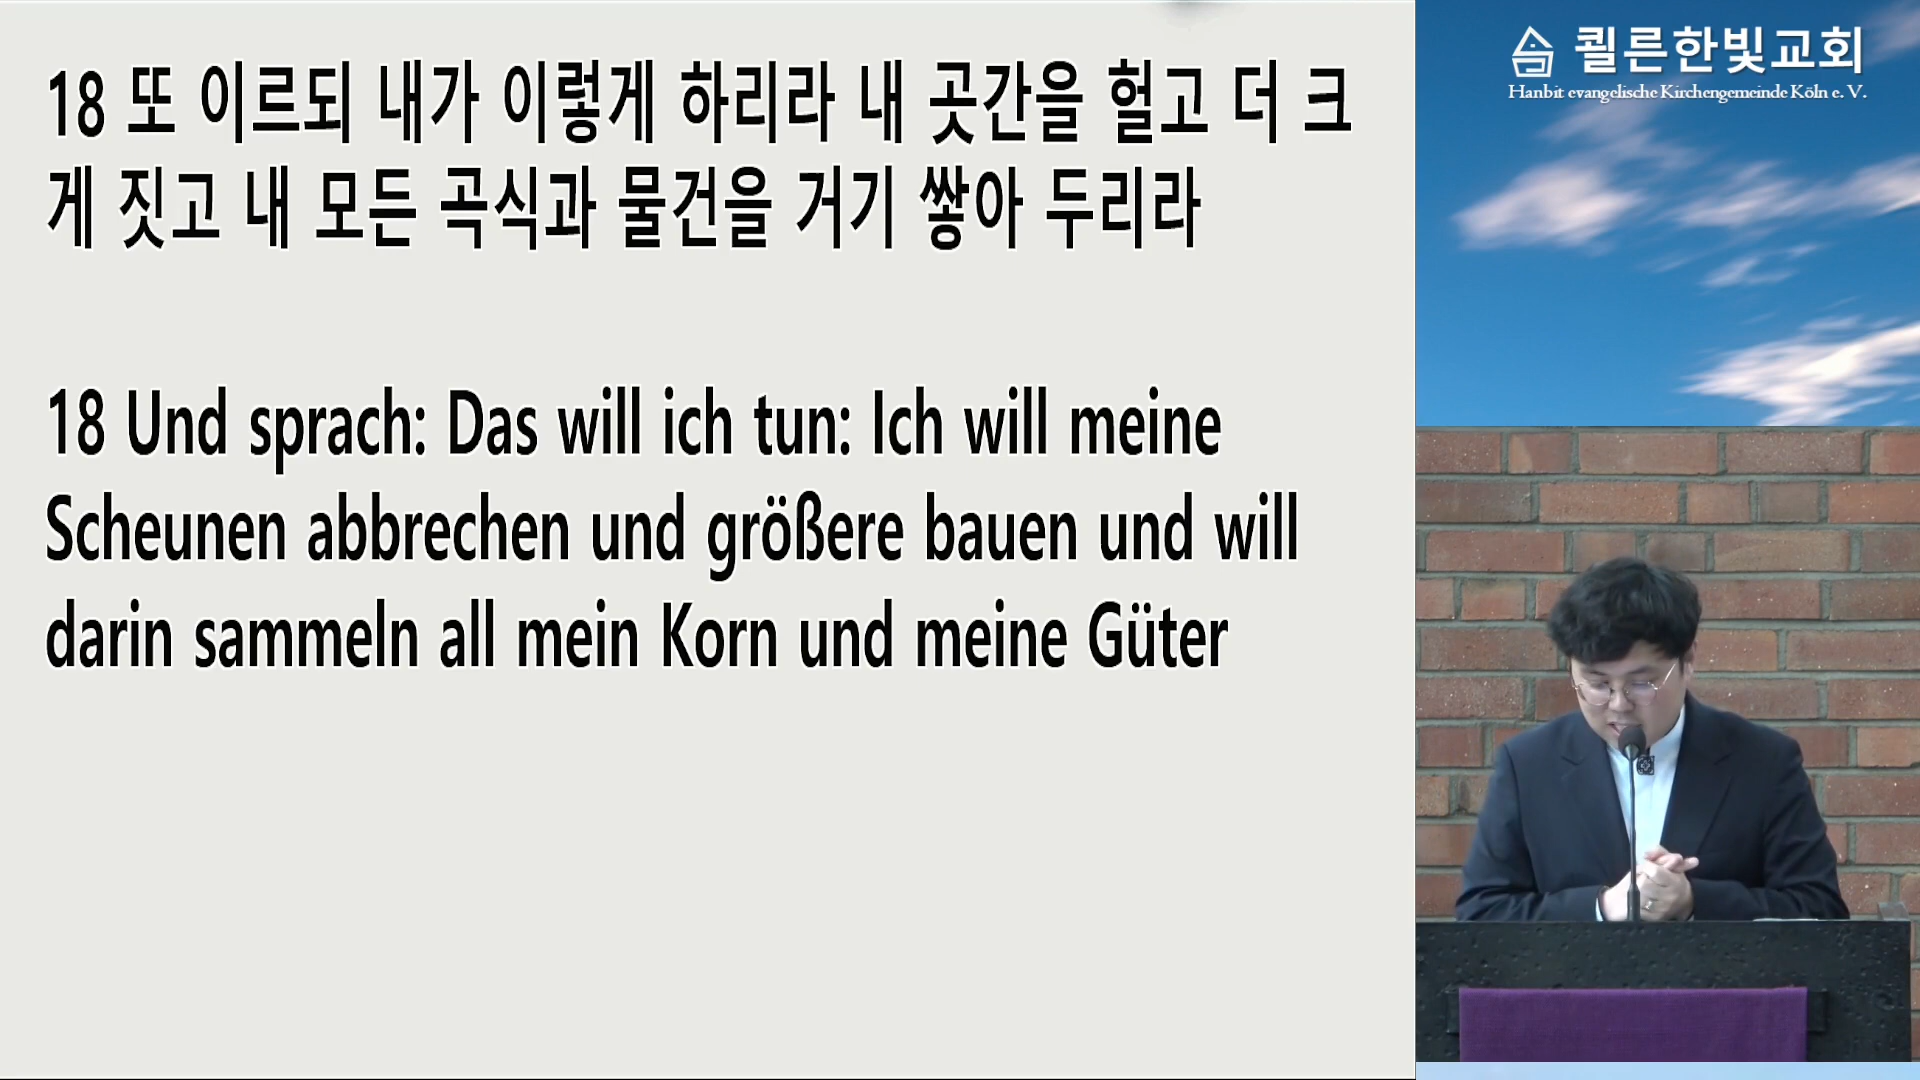 18 또 이르되 내가 이렇게 하리라 내 곳간을 헐고 더 크
게 짓고 내 모든 곡식과 물건을 거기 쌓아 두리라
18 Und sprach: Das will ich tun: Ich will meine
Scheunen abbrechen und größere bauen und will
darin sammeln all mein Korn und meine Güter
쾰른한빛교회
Hanbit evangelische Kirchengemeinde Köln e. V.